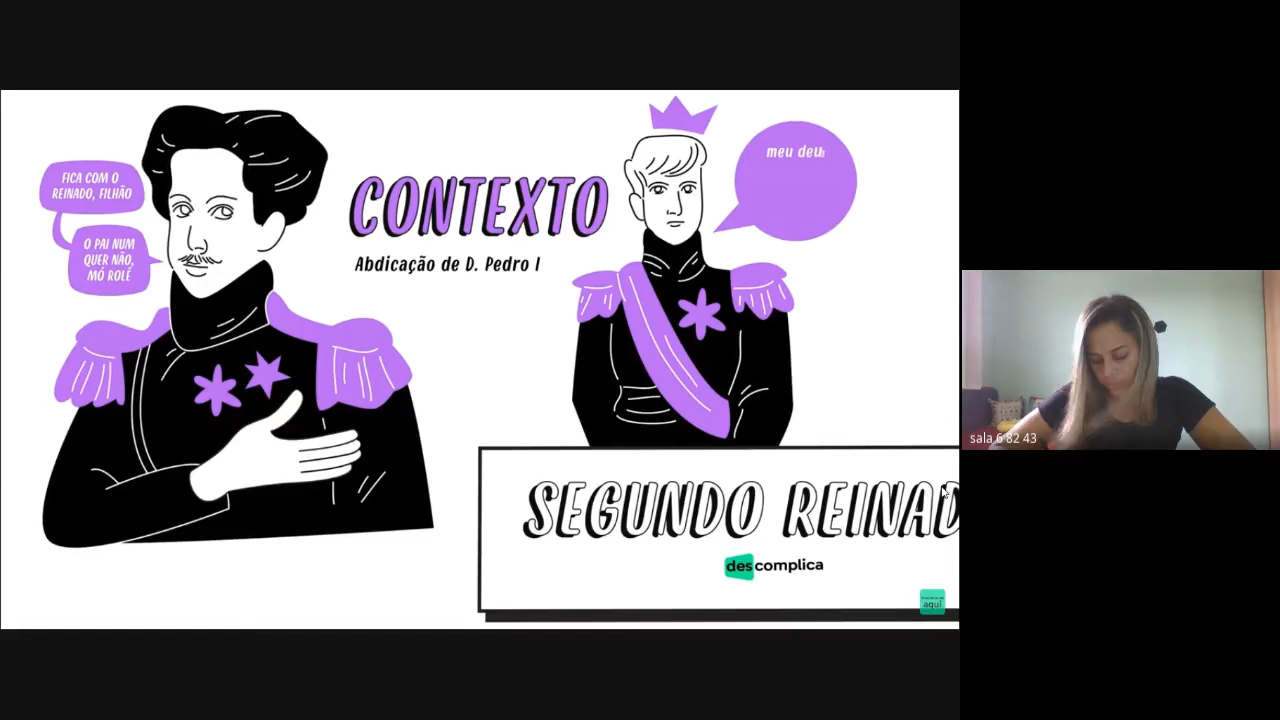 FICA COM O
REINADO, FILHÃO
O PAI NUM
QUER NÃO,
MÓ ROLÊ
CONTEXTO
Abdicação de D. Pedro I
meu deus
SEGUNDO REINAD
descomplica
aqui
sala 6 82 43